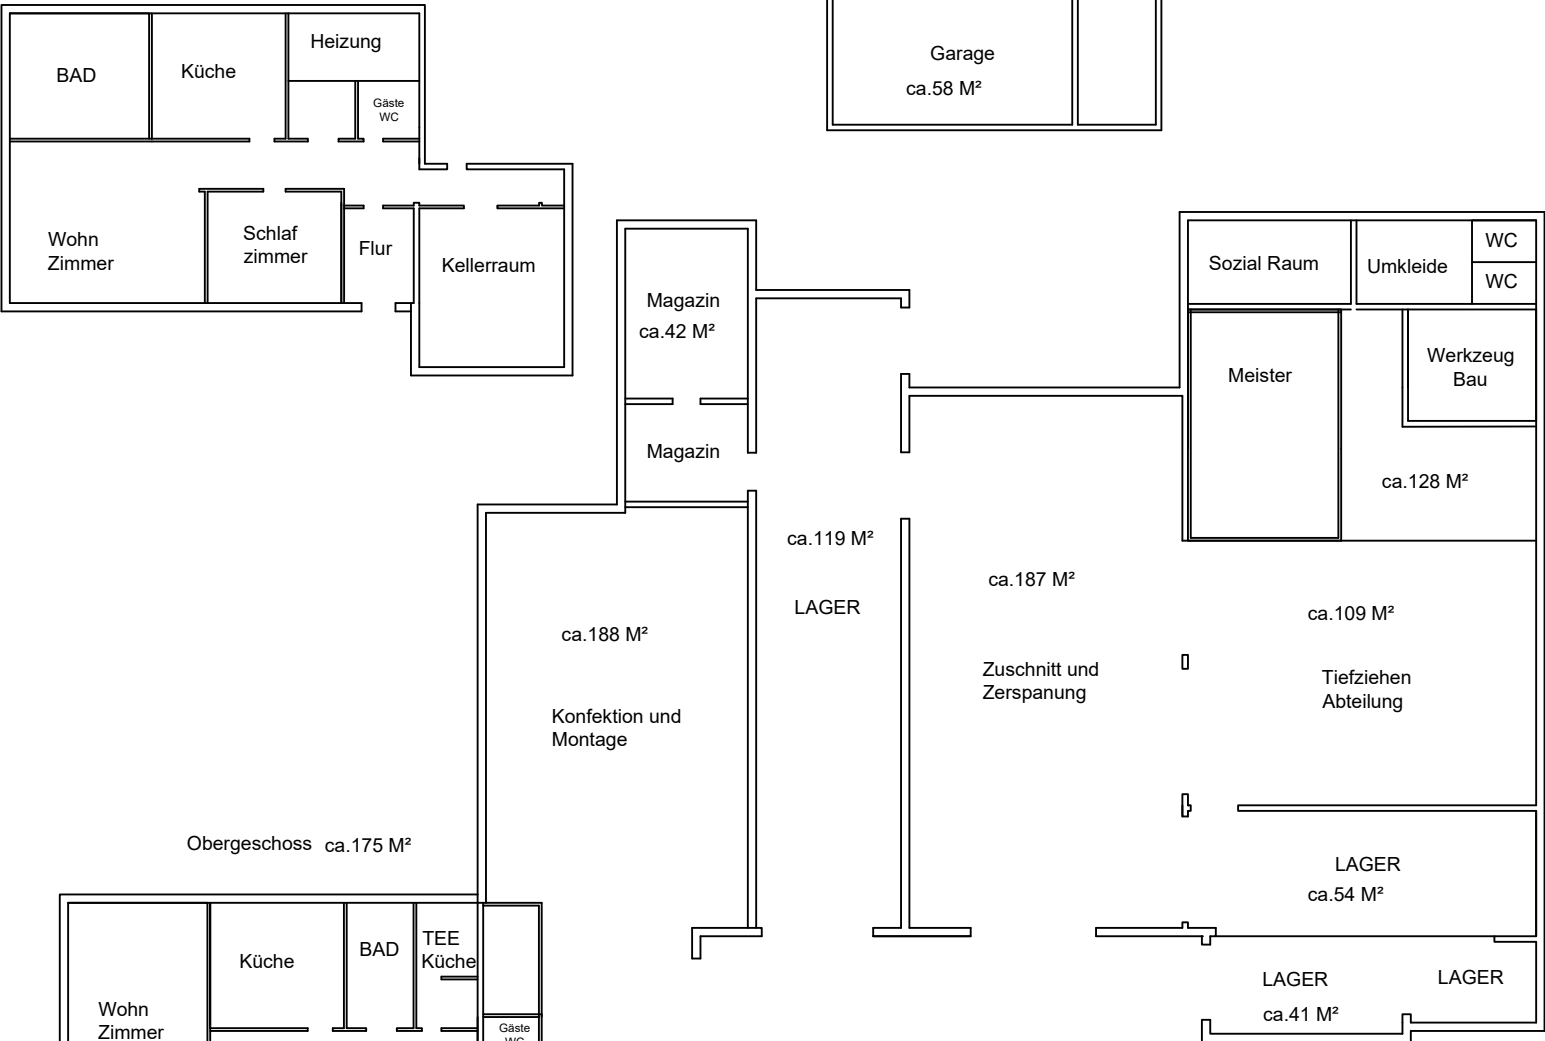 Heizung
BAD
Küche
Gäste
WC
Wohn
Zimmer
Schlaf
zimmer
Flur
Kellerraum
Garage
ca.58 M²
Magazin
ca.42 M²
Magazin
Sozial Raum
Umkleide
WC
WC
Meister
Werkzeug
Bau
ca.128 M²
ca.119 M²
LAGER
ca.187 M²
Zuschnitt und
Zerspanung
ca.109 M²
Tiefziehen
Abteilung
ca.188 M²
Konfektion und
Montage
LAGER
ca.54 M²
LAGER
ca.41 M²
LAGER
Obergeschoss ca.175 M²
Küche
BAD
TEE
Küche
Wohn
Zimmer
Gäste
WC